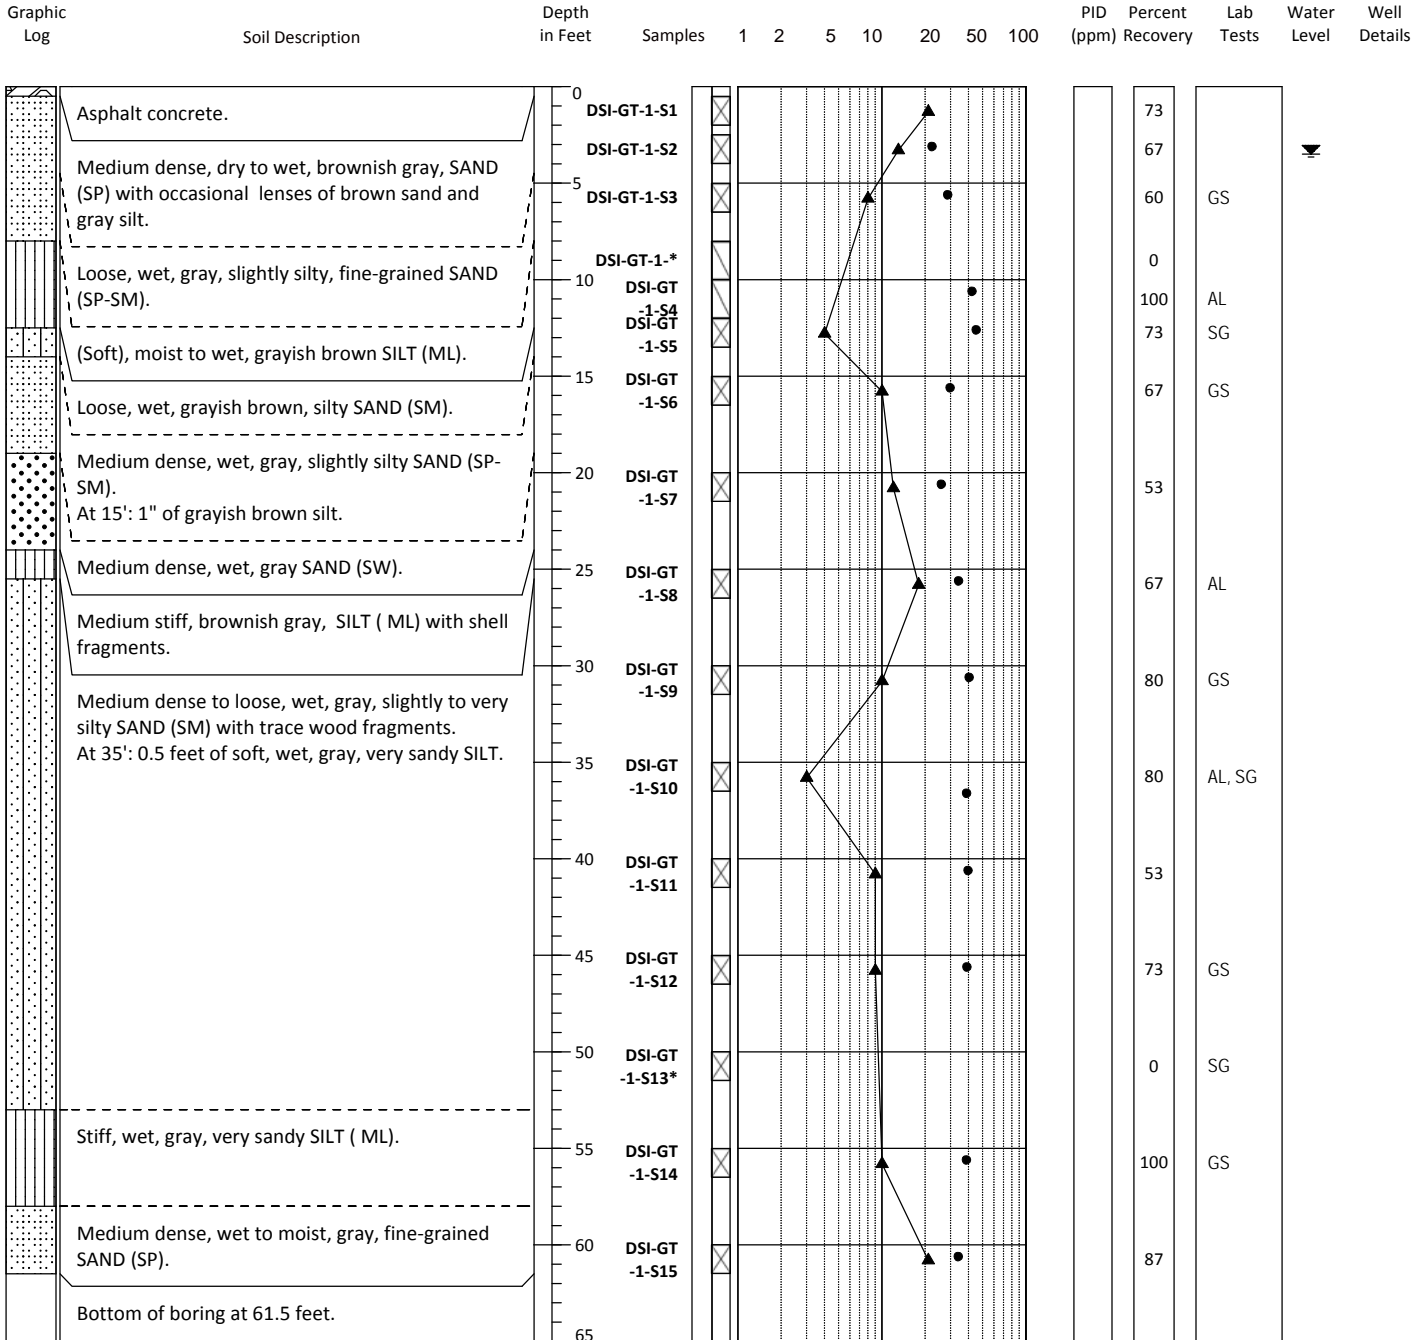 Graphic Log
Soil Description
Depth in Feet
Samples
1 2 5 10 20 50 100
PID (ppm)
Percent Recovery
Lab Tests
Water Level
Well Details
Asphalt concrete.
Medium dense, dry to wet, brownish gray, SAND
(SP) with occasional lenses of brown sand and
gray silt.
Loose, wet, gray, slightly silty, fine-grained SAND
(SP-SM).
(Soft), moist to wet, grayish brown SILT (ML).
Loose, wet, grayish brown, silty SAND (SM).
Medium dense, wet, gray, slightly silty SAND (SP-
SM).
At 15': 1" of grayish brown silt.
Medium dense, wet, gray SAND (SW).
Medium stiff, brownish gray, SILT ( ML) with shell
fragments.
Medium dense to loose, wet, gray, slightly to very
silty SAND (SM) with trace wood fragments.
At 35': 0.5 feet of soft, wet, gray, very sandy SILT.
Stiff, wet, gray, very sandy SILT ( ML).
Medium dense, wet to moist, gray, fine-grained
SAND (SP).
Bottom of boring at 61.5 feet.
0
5
10
15
20
25
30
35
40
45
50
55
60
65
DSI-GT-1-S1
DSI-GT-1-S2
DSI-GT-1-S3
DSI-GT-1-*
DSI-GT
-1-S4
DSI-GT
-1-S5
DSI-GT
-1-S6
DSI-GT
-1-S7
DSI-GT
-1-S8
DSI-GT
-1-S9
DSI-GT
-1-S10
DSI-GT
-1-S11
DSI-GT
-1-S12
DSI-GT
-1-S13*
DSI-GT
-1-S14
DSI-GT
-1-S15
73
67
60 GS
0
100 AL
73 SG
67 GS
53
67 AL
80 GS
80 AL, SG
53
73 GS
0 SG
100 GS
87